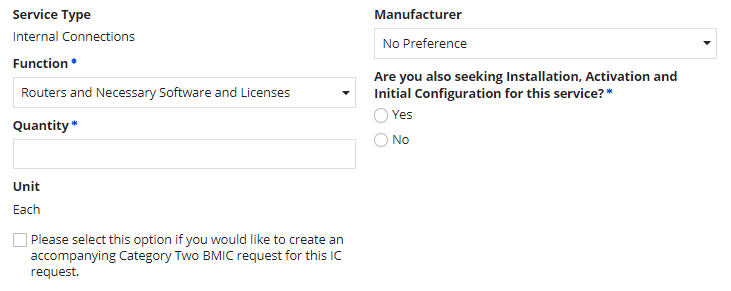 Service Type
Internal Connections
Function *
Routers and Necessary Software and Licenses
Quantity *
Unit
Each
Please select this option if you would like to create an
accompanying Category Two BMIC request for this IC
request.
Manufacturer
No Preference
Are you also seeking Installation, Activation and
Initial Configuration for this service? *
Yes
No